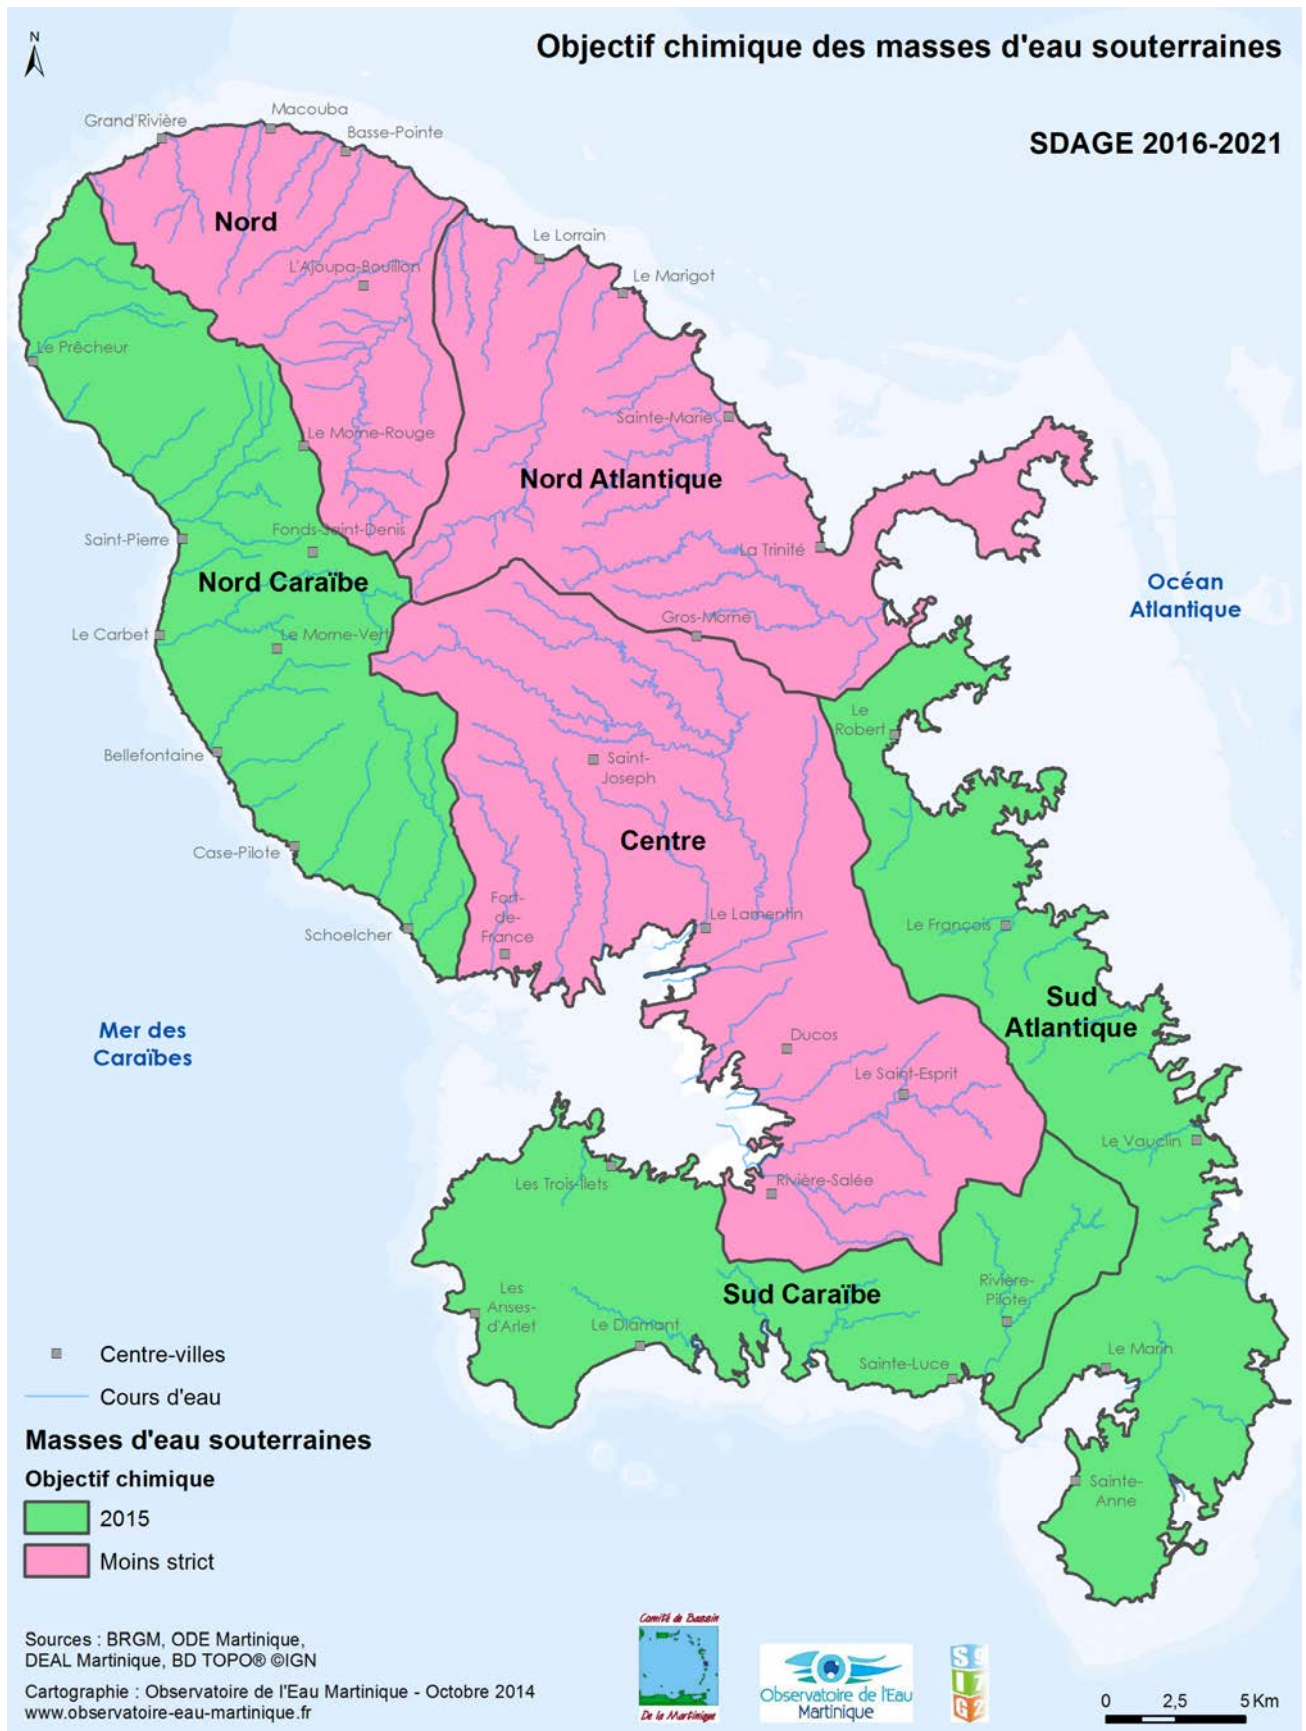 N
Objectif chimique des masses d'eau souterraines
SDAGE 2016-2021
Macouba
Grand'Rivière
Basse-Pointe
Nord
Le Lorrain
L'Ajoupa-Bouillon
Le Marigot
Le Prêcheur
Sainte-Marie
Le Morne-Rouge
Nord Atlantique
Fonds-Saint-Denis
Saint-Pierre
La Trinité
Nord Caraïbe
Océan
Atlantique
Gros-Morne
Le Carbet
Le Morne-Vert
Le
Robert
Bellefontaine
Saint-
Joseph
Centre
Case-Pilote
Fort-
de-
France
Le Lamentin
Le François
Schoelcher
Sud
Atlantique
Mer des
Caraïbes
Ducos
Le Saint-Esprit
Le Vauclin
Les Trois-Îlets
Rivière-Salée
Sud Caraïbe
Rivière-
Pilote
Les
Anses-
d'Arlet
Le Diamant
Le Marin
Sainte-Luce
Sainte-
Anne
Centre-villes
Cours d'eau
Masses d'eau souterraines
Objectif chimique
2015
Moins strict
Sources : BRGM, ODE Martinique,
DEAL Martinique, BD TOPO® ©IGN
Cartographie : Observatoire de l'Eau Martinique - Octobre 2014
www.observatoire-eau-martinique.fr
Comité de Bassin
De la Martinique
Observatoire de l'Eau
Martinique
0 2,5 5 Km